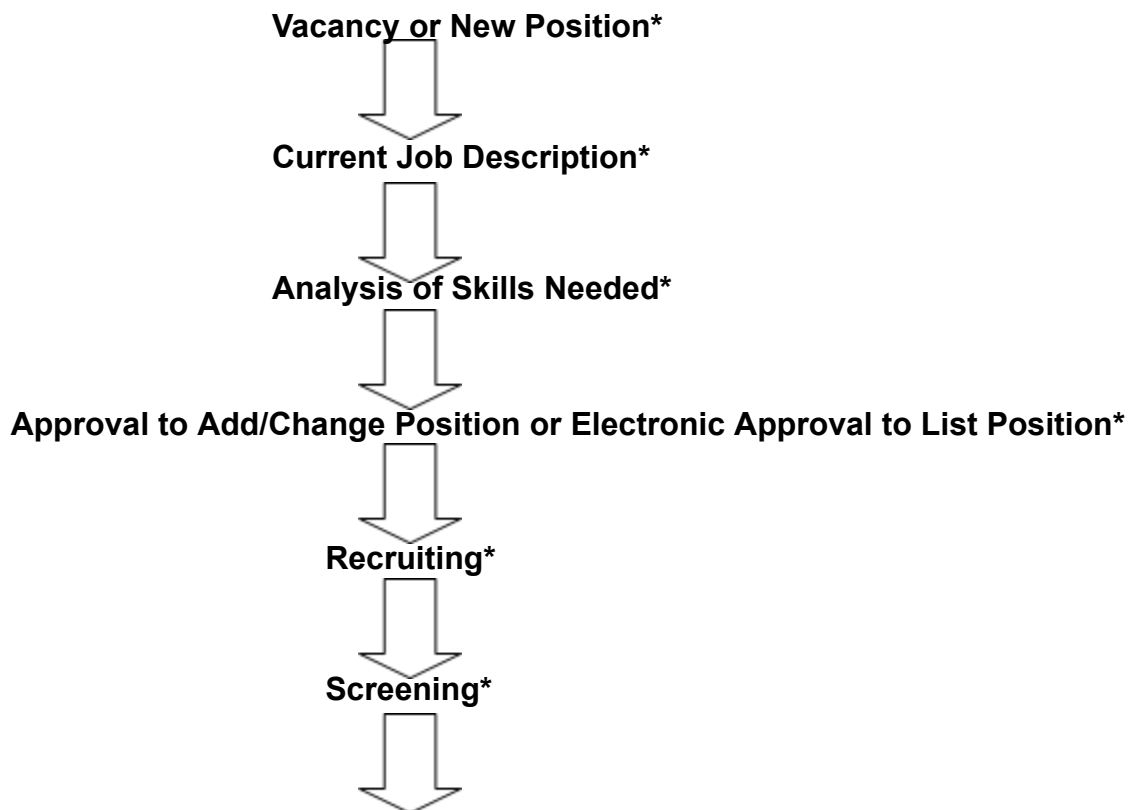 Vacancy or New Position*
Current Job Description*
Analysis of Skills Needed*
Approval to Add/Change Position or Electronic Approval to List Position*
Recruiting*
Screening*